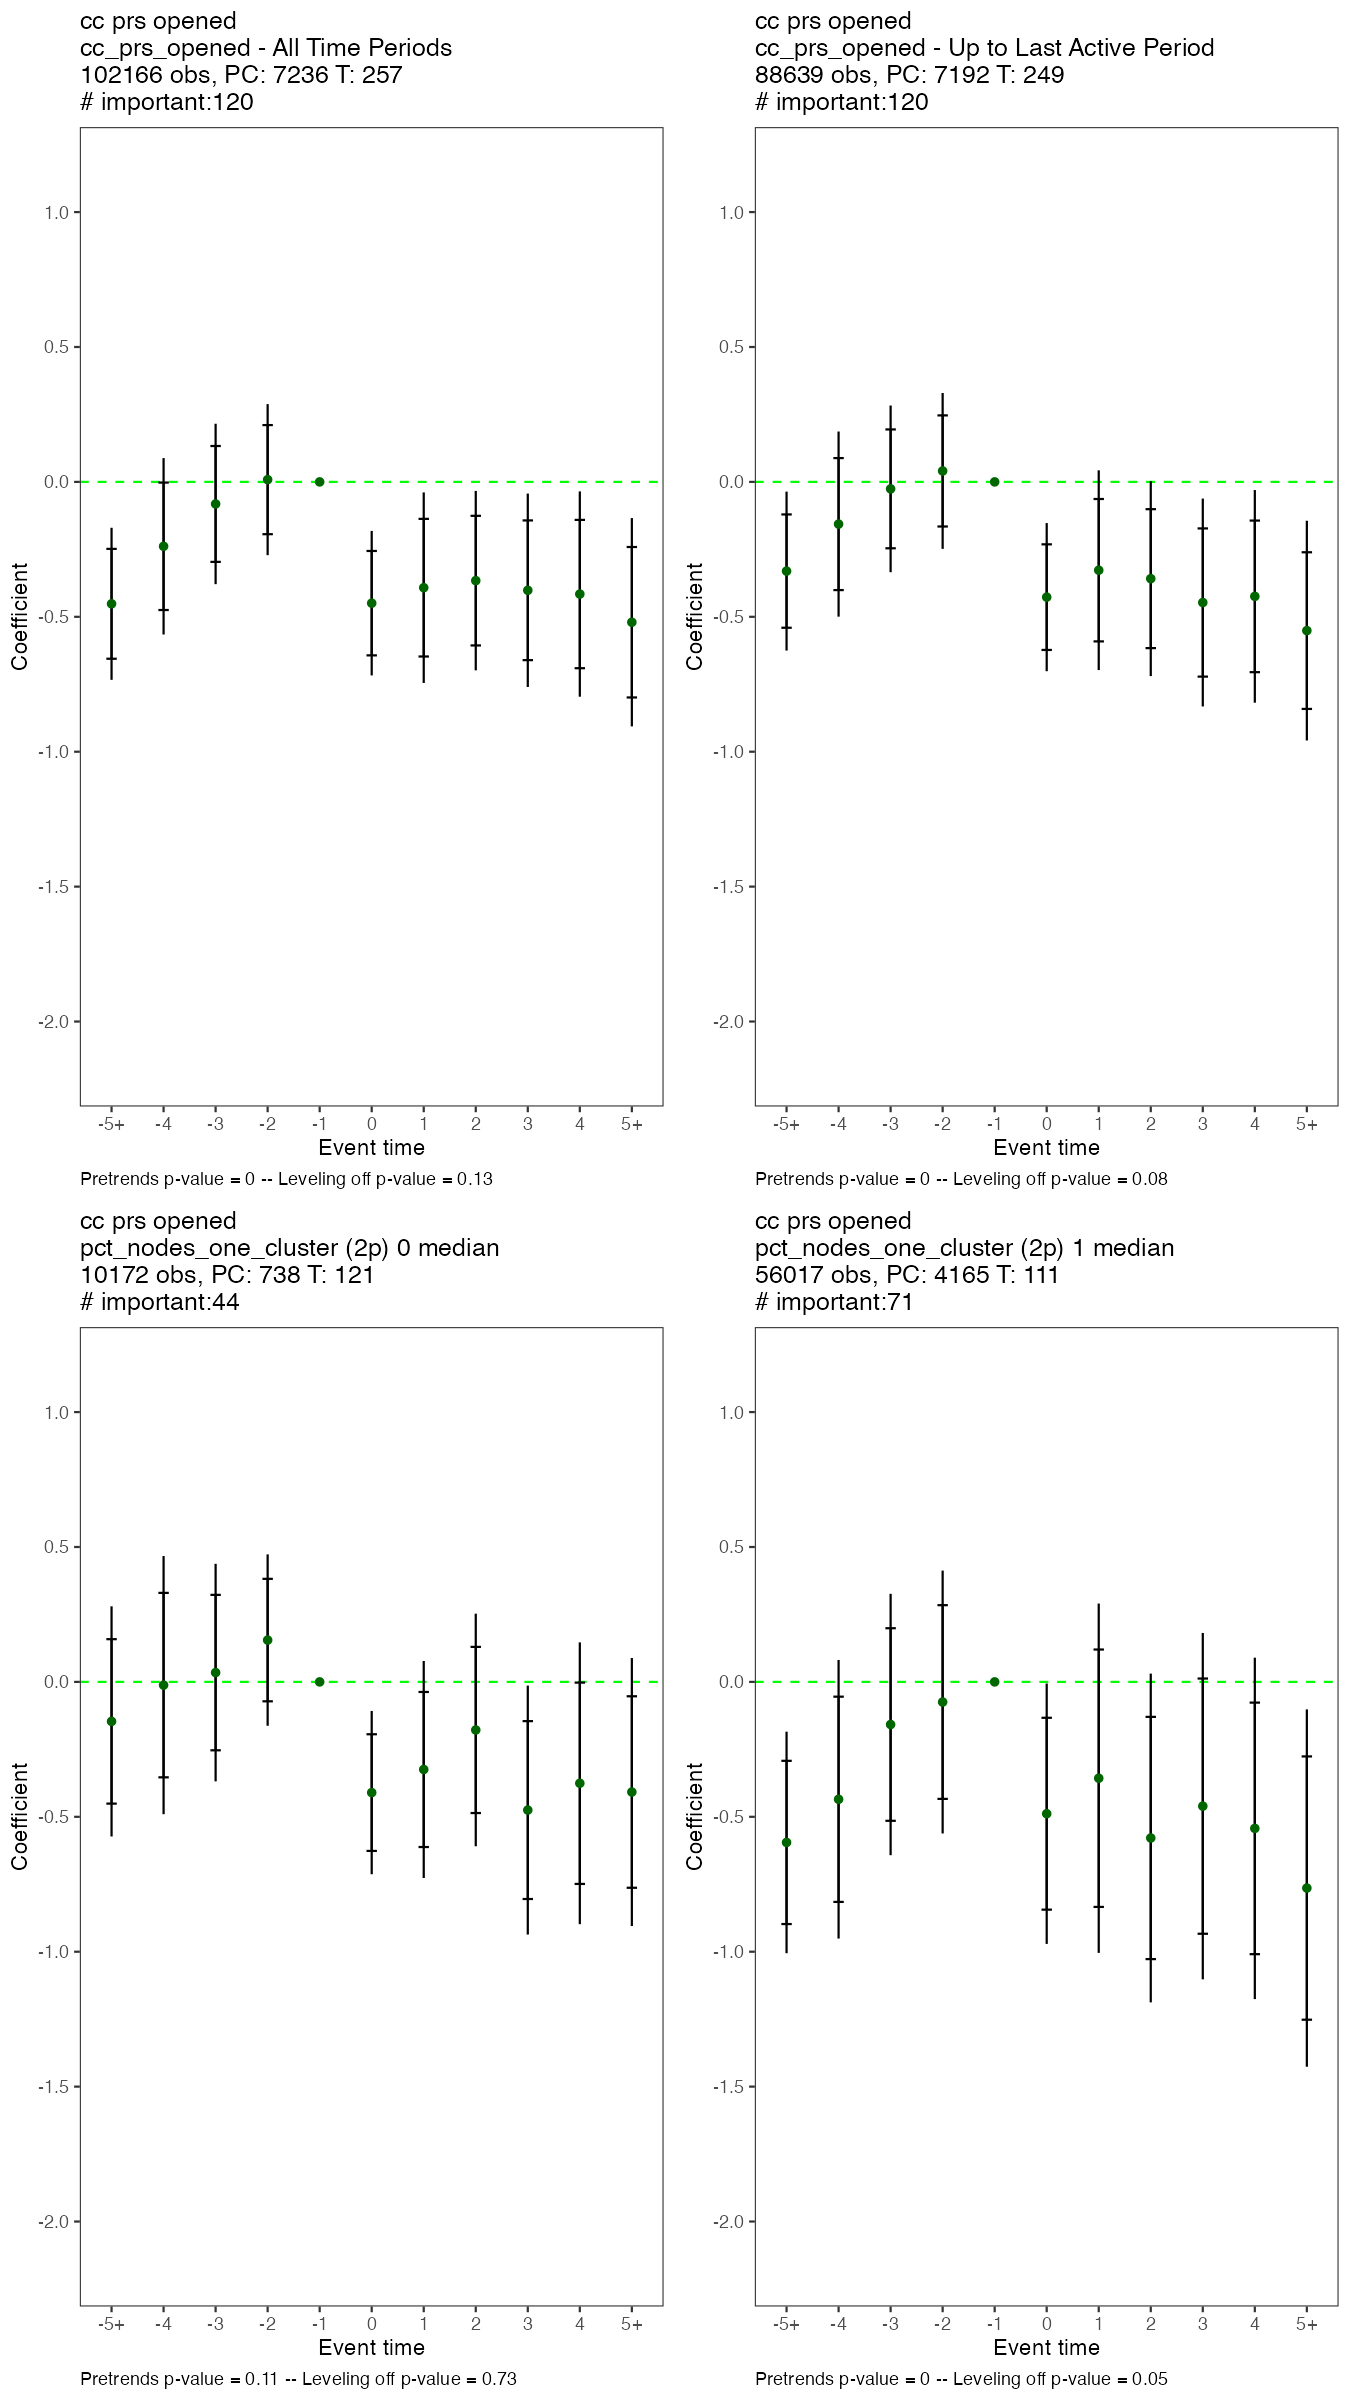 cc prs opened
cc_prs_opened - All Time Periods
102166 obs, PC: 7236 T: 257
# important:120
1.0
0.5
0.0
-0.5
-1.0
-1.5
-2.0
Coefficient
-5+ -4 -3 -2 -1 0 1 2 3 4 5+
Event time
Pretrends p-value = 0 -- Leveling off p-value = 0.13
cc prs opened
cc_prs_opened - Up to Last Active Period
88639 obs, PC: 7192 T: 249
# important:120
1.0
0.5
0.0
-0.5
-1.0
-1.5
-2.0
Coefficient
-5+ -4 -3 -2 -1 0 1 2 3 4 5+
Event time
Pretrends p-value = 0 -- Leveling off p-value = 0.08
cc prs opened
pct_nodes_one_cluster (2p) 0 median
10172 obs, PC: 738 T: 121
# important:44
1.0
0.5
0.0
-0.5
-1.0
-1.5
-2.0
Coefficient
-5+ -4 -3 -2 -1 0 1 2 3 4 5+
Event time
Pretrends p-value = 0.11 -- Leveling off p-value = 0.73
cc prs opened
pct_nodes_one_cluster (2p) 1 median
56017 obs, PC: 4165 T: 111
# important:71
1.0
0.5
0.0
-0.5
-1.0
-1.5
-2.0
Coefficient
-5+ -4 -3 -2 -1 0 1 2 3 4 5+
Event time
Pretrends p-value = 0 -- Leveling off p-value = 0.05